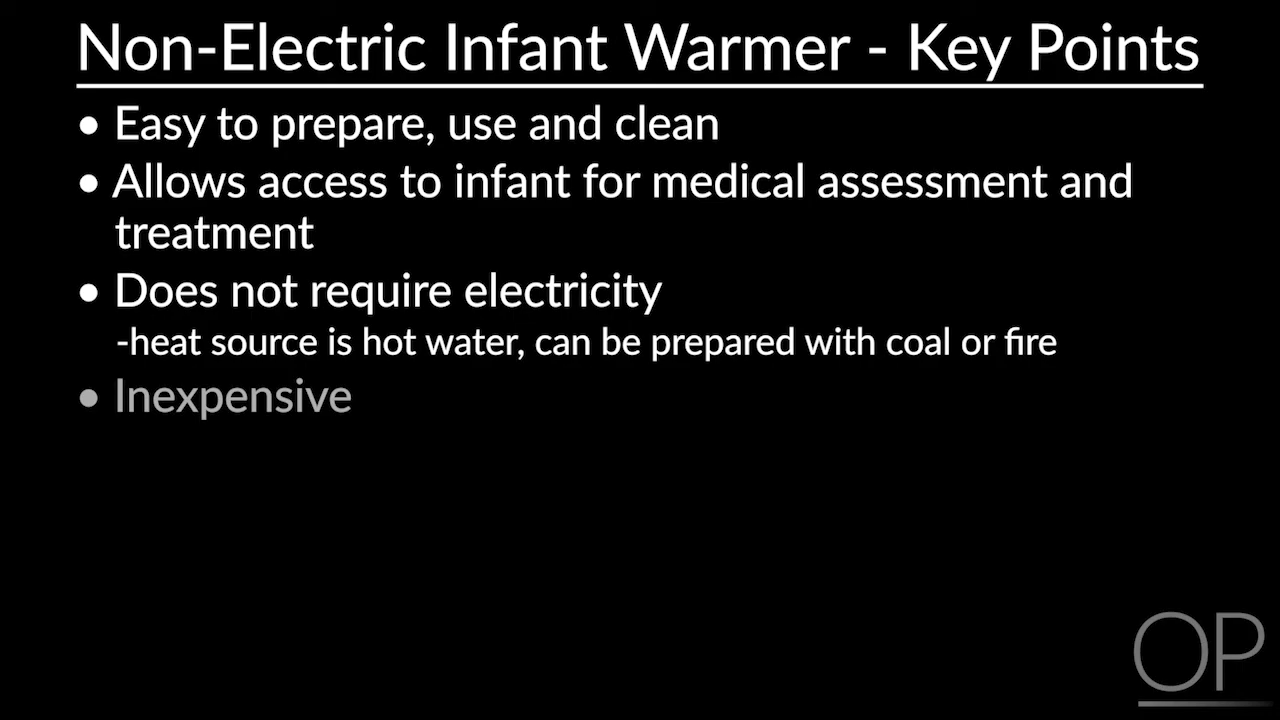 Non-Electric Infant Warmer - Key Points
• Easy to prepare, use and clean
• Allows access to infant for medical assessment and
treatment
• Does not require electricity
-heat source is hot water, can be prepared with coal or fire
• Inexpensive
OP